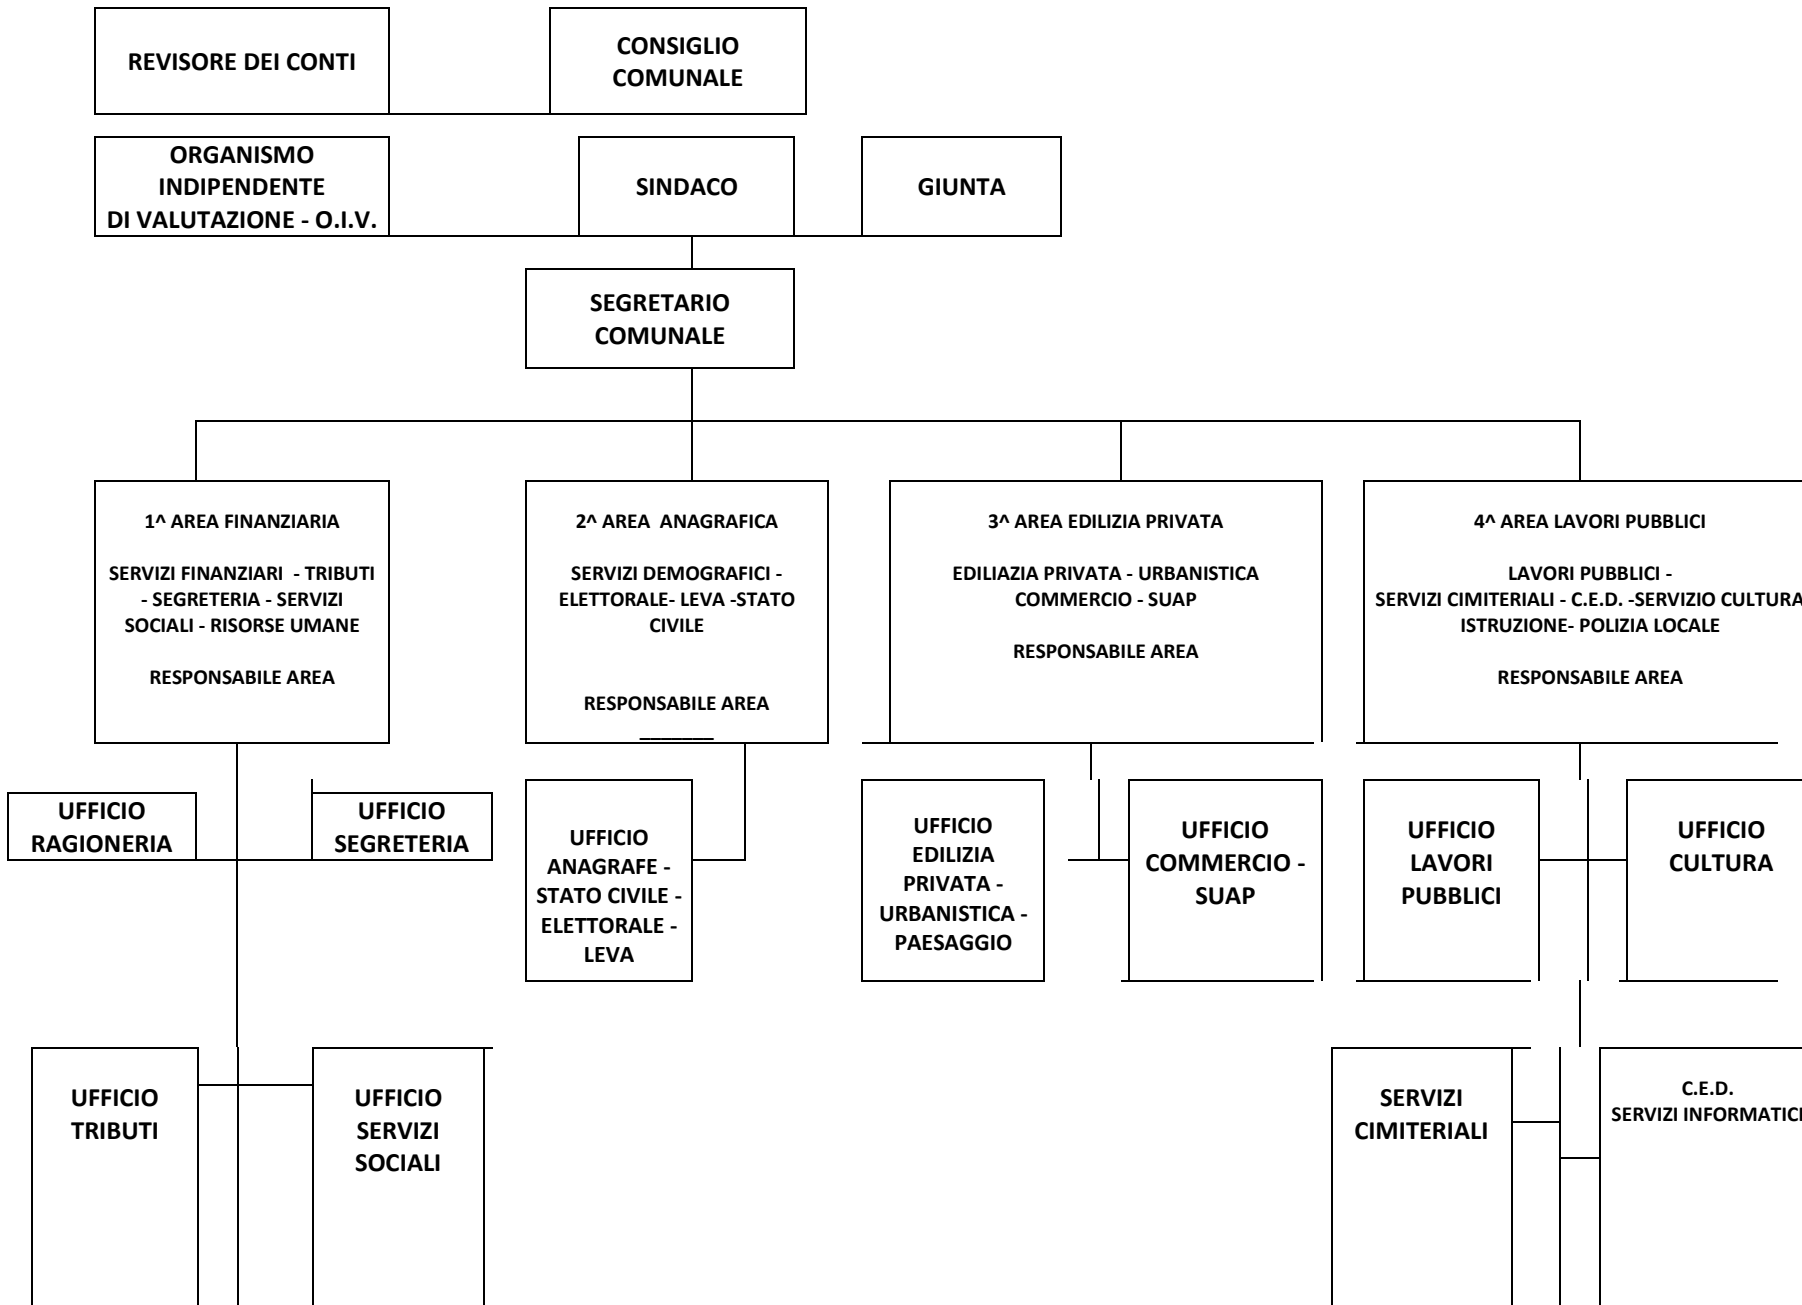 REVISORE DEI CONTI
CONSIGLIO
COMUNALE
ORGANISMO
INDIPENDENTE
DI VALUTAZIONE - O.I.V.
SINDACO
GIUNTA
SEGRETARIO
COMUNALE
1^ AREA FINANZIARIA
SERVIZI FINANZIARI - TRIBUTI
- SEGRETERIA - SERVIZI
SOCIALI - RISORSE UMANE
RESPONSABILE AREA
2^ AREA ANAGRAFICA
SERVIZI DEMOGRAFICI -
ELETTORALE- LEVA -STATO
CIVILE
RESPONSABILE AREA
_______
3^ AREA EDILIZIA PRIVATA
EDILIAZIA PRIVATA - URBANISTICA
COMMERCIO - SUAP
RESPONSABILE AREA
4^ AREA LAVORI PUBBLICI
LAVORI PUBBLICI -
SERVIZI CIMITERIALI - C.E.D. -SERVIZIO CULTURA
ISTRUZIONE- POLIZIA LOCALE
RESPONSABILE AREA
UFFICIO
RAGIONERIA
UFFICIO
SEGRETERIA
UFFICIO
ANAGRAFE -
STATO CIVILE -
ELETTORALE -
LEVA
UFFICIO
EDILIZIA
PRIVATA -
URBANISTICA -
PAESAGGIO
UFFICIO
COMMERCIO -
SUAP
UFFICIO
LAVORI
PUBBLICI
UFFICIO
CULTURA
UFFICIO
TRIBUTI
UFFICIO
SERVIZI
SOCIALI
SERVIZI
CIMITERIALI
C.E.D.
SERVIZI INFORMATICI